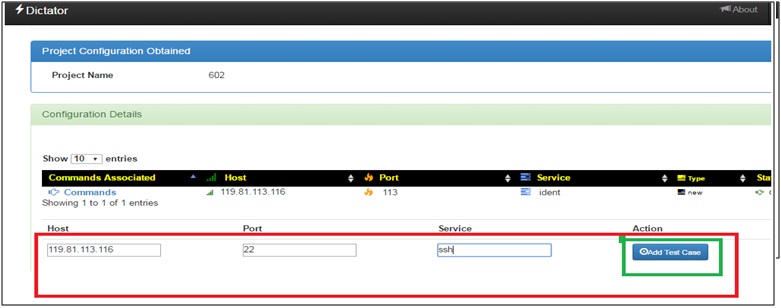 Dictator About
Project Configuration Obtained
Project Name 602
Configuration Details
Show 10 entries
Commands Associated Host Port Service Type Sta
Commands 119.81.113.116 113 ident new
Showing 1 to 1 of 1 entries
Host Port Service Action
119.81.113.116 22 ssh Add Test Case